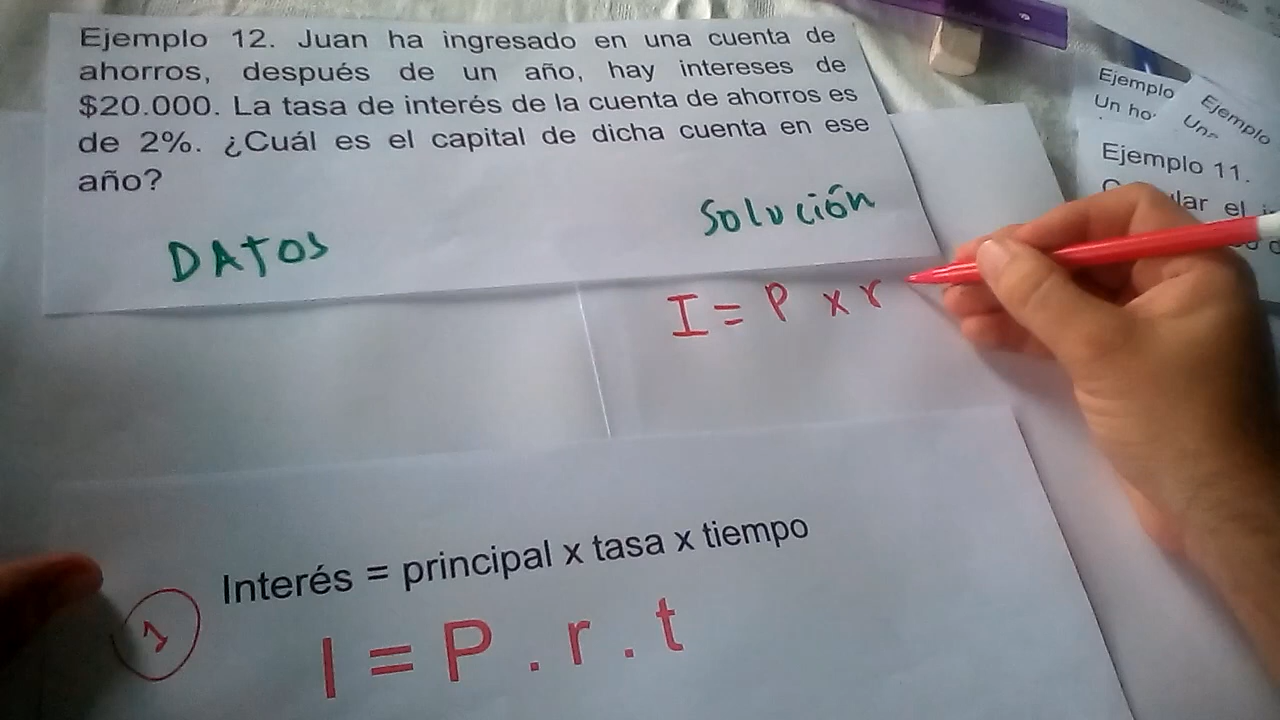 Ejemplo 12. Juan ha ingresado en una cuenta de
ahorros, después de un año, hay intereses de
$20.000. La tasa de interés de la cuenta de ahorros es
de 2%. ¿Cuál es el capital de dicha cuenta en ese
año?
DATOS
Solución
I = P x r
Interés = principal x tasa x tiempo
1
I = P . r . t
Ejemplo
Un
Ejemplo
Ejemplo 11.
el